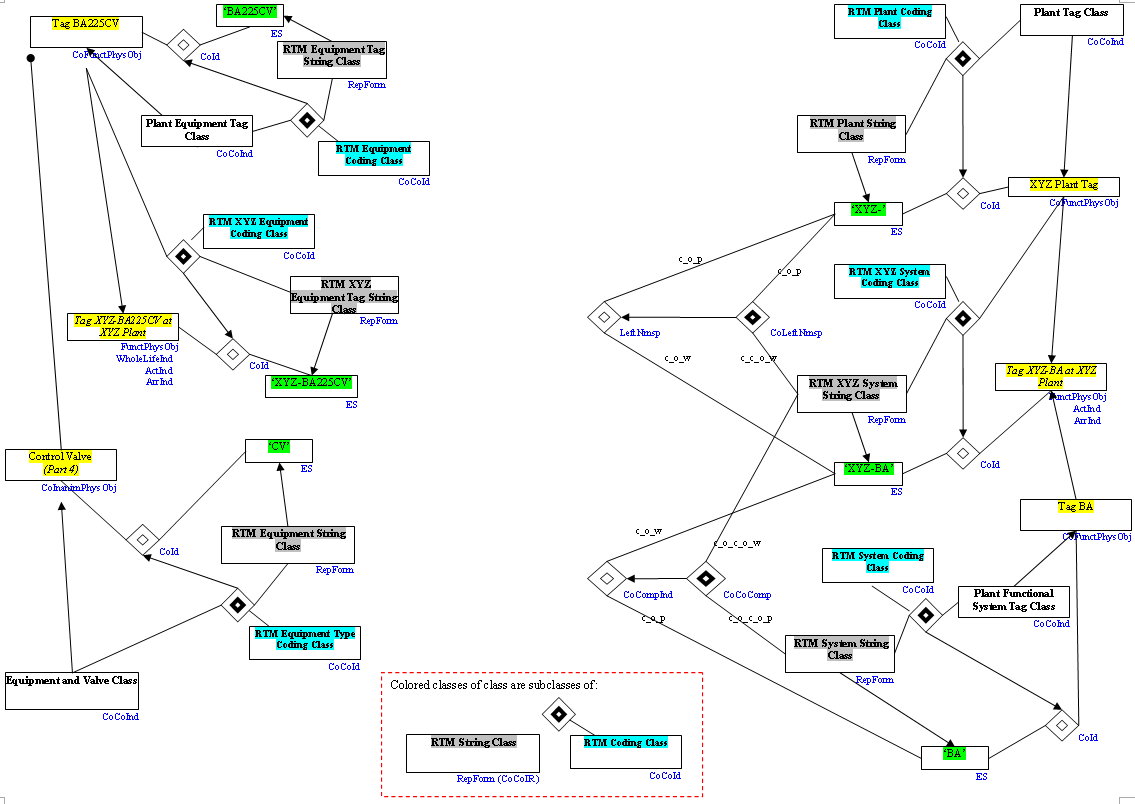 Tag BA225CV
CoFunctPhysObj
'BA225CV'
ES
CoId
RTM Equipment Tag
String Class
RepForm
Plant Equipment Tag
Class
CoCoInd
RTM Equipment
Coding Class
CoCoId
RTM XYZ Equipment
Coding Class
CoCoId
RTM XYZ
Equipment Tag String
Class
RepForm
Tag XYZ-BA225CV at
XYZ Plant
FunctPhysObj
WholeLifeInd
ActInd
ArrInd
CoId
'XYZ-BA225CV'
ES
Control Valve
(Part 4)
CoInanimPhysObj
'CV'
ES
CoId
RTM Equipment String
Class
RepForm
RTM Equipment Type
Coding Class
CoCoId
Equipment and Valve Class
CoCoInd
Colored classes of class are subclasses of:
RTM String Class
RepForm (CoCoIR)
RTM Coding Class
CoCoId
RTM Plant Coding
Class
CoCoId
Plant Tag Class
CoCoInd
RTM Plant String
Class
RepForm
XYZ Plant Tag
CoFunctPhysObj
CoId
'XYZ-'
ES
c_o_p
c_o_p
RTM XYZ System
Coding Class
CoCoId
LeftNmsp
CoLeftNmsp
c_o_w
c_c_o_w
RTM XYZ System
String Class
RepForm
Tag XYZ-BA at XYZ
Plant
FunctPhysObj
ActInd
ArrInd
'XYZ-BA'
ES
CoId
Tag BA
CoFunctPhysObj
c_o_w
c_o_c_o_w
RTM System Coding
Class
CoCoId
CoCompInd
CoCoComp
Plant Functional
System Tag Class
CoCoInd
c_o_p
c_o_c_o_p
RTM System String
Class
RepForm
CoId
'BA'
ES